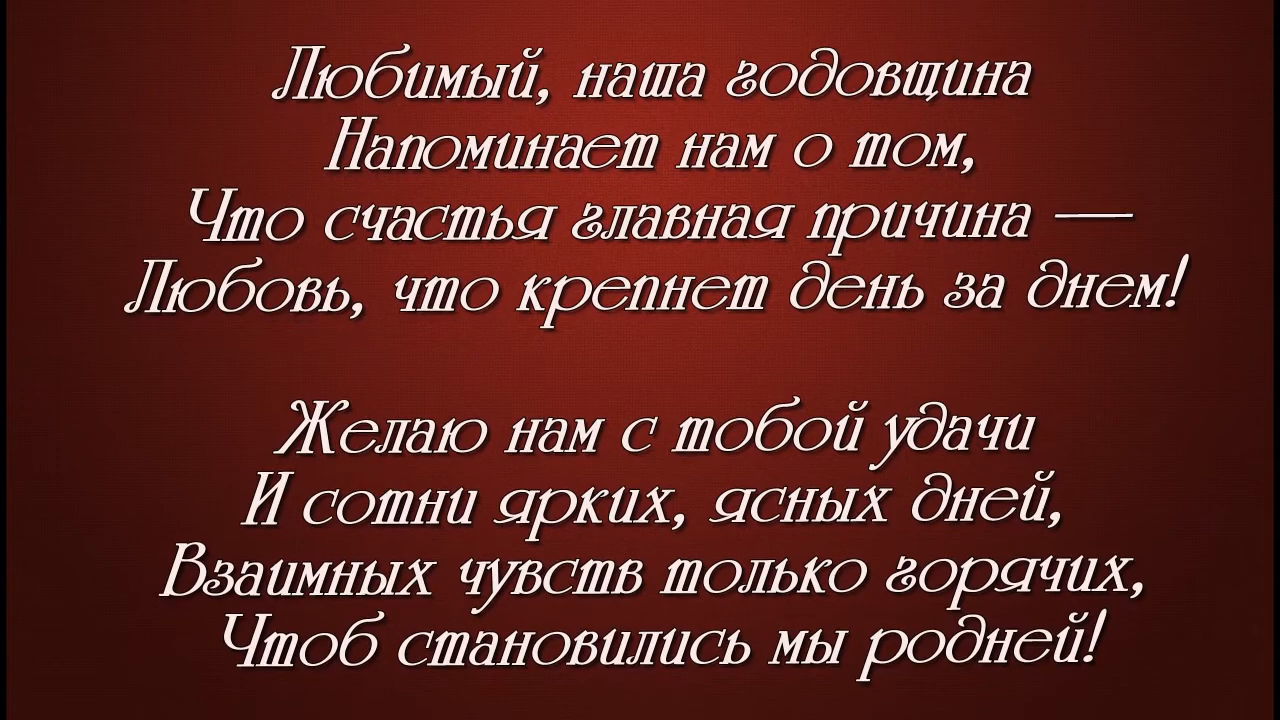 Любимый, наша годовщина
Напоминает нам о том,
Что счастья главная причина —
Любовь, что крепнет день за днем!
Желаю нам с тобой удачи
И сотни ярких, ясных дней,
Взаимных чувств только горячих,
Чтоб становились мы родней!